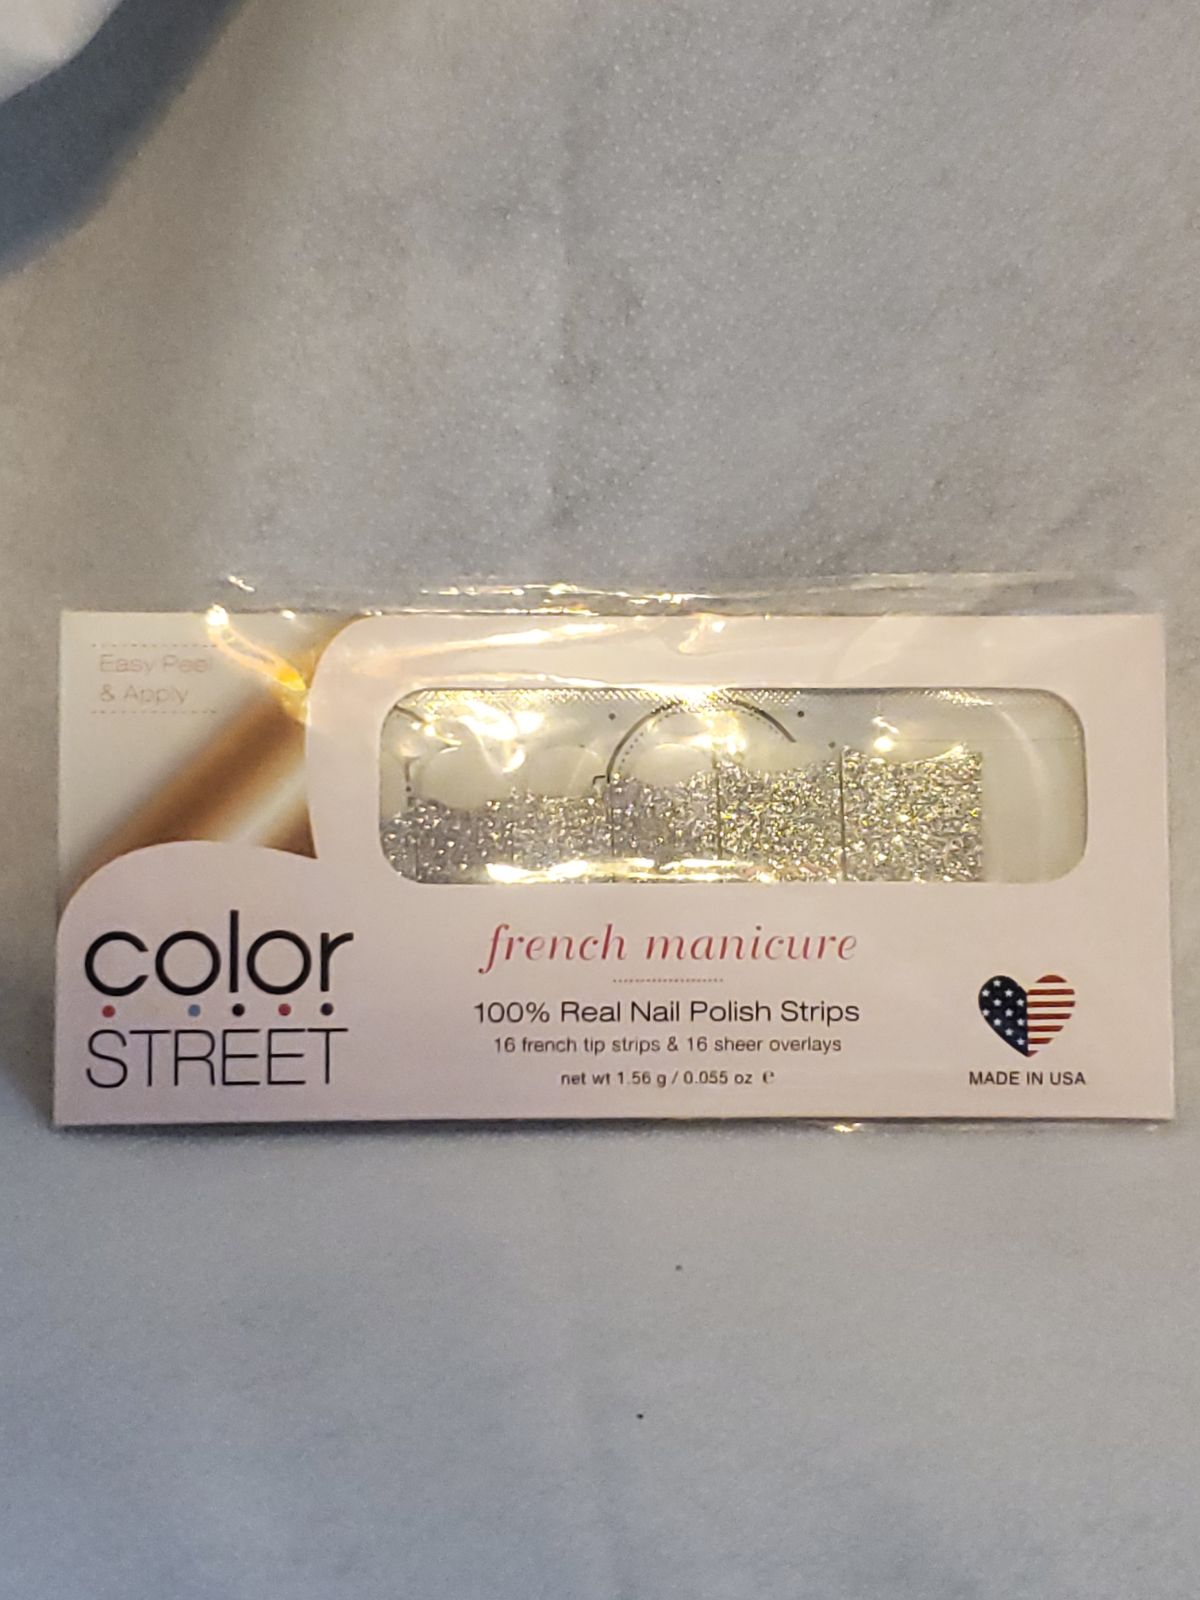 Easy Peel
& Apply
color
STREET
french manicure
100% Real Nail Polish Strips
16 french tip strips & 16 sheer overlays
net wt 1.56 g / 0.055 oz ℮
MADE IN USA